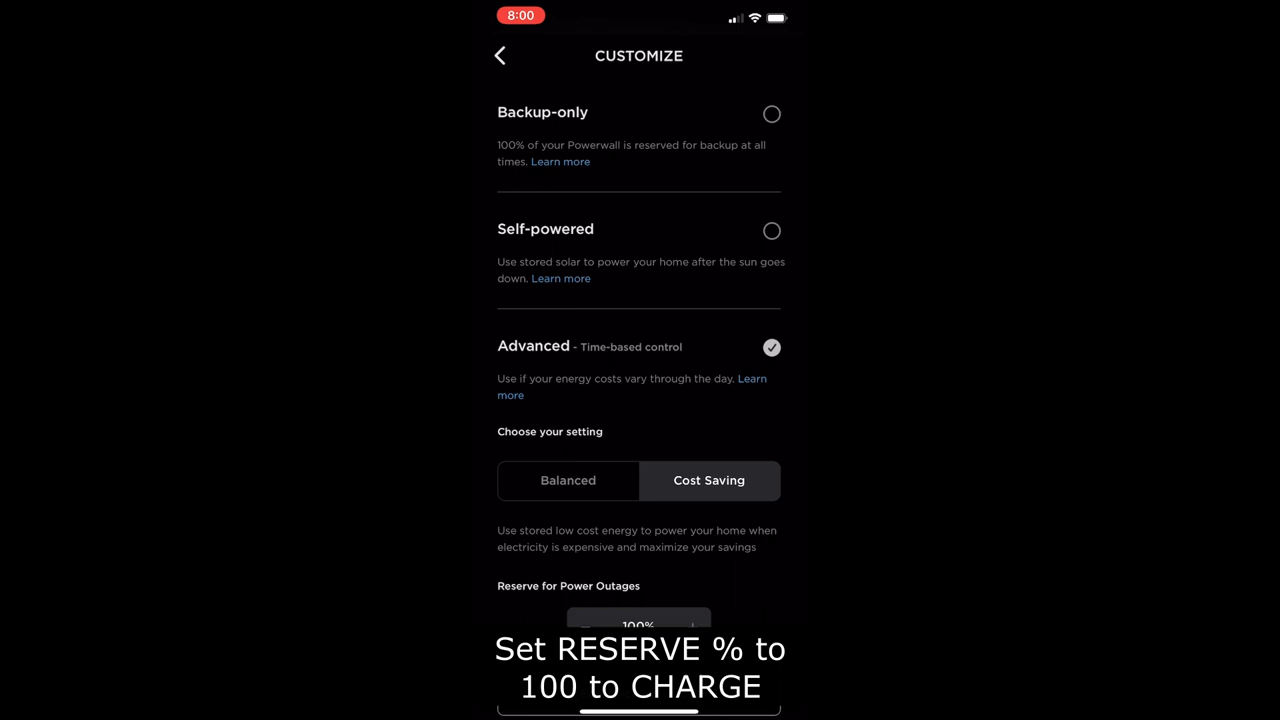 8:00
CUSTOMIZE
Backup-only
100% of your Powerwall is reserved for backup at all
times. Learn more
Self-powered
Use stored solar to power your home after the sun goes
down. Learn more
Advanced - Time-based control
Use if your energy costs vary through the day. Learn
more
Choose your setting
Balanced Cost Saving
Use stored low cost energy to power your home when
electricity is expensive and maximize your savings
Reserve for Power Outages
- 100% +
Set RESERVE % to
100 to CHARGE